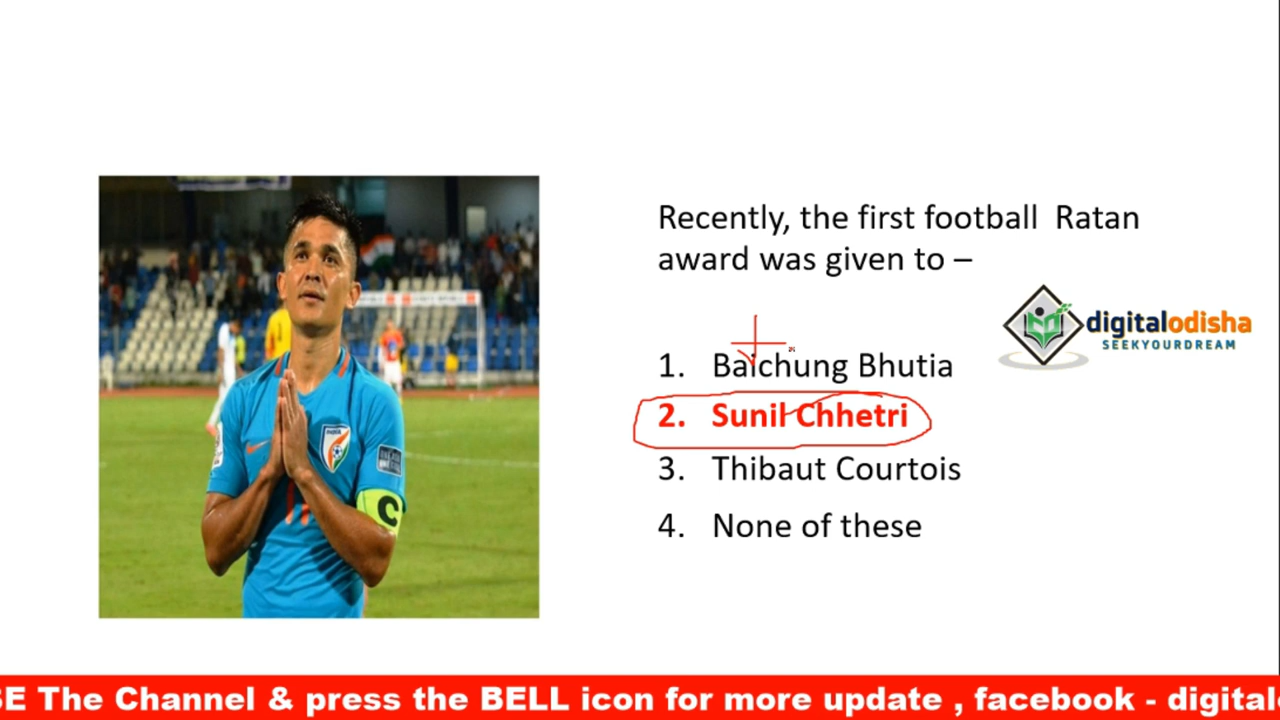 Recently, the first football Ratan
award was given to –
1. Baichung Bhutia
2. Sunil Chhetri
3. Thibaut Courtois
4. None of these
digitalodisha
SEEKYOURDREAM
C
BE The Channel & press the BELL icon for more update , facebook - digital